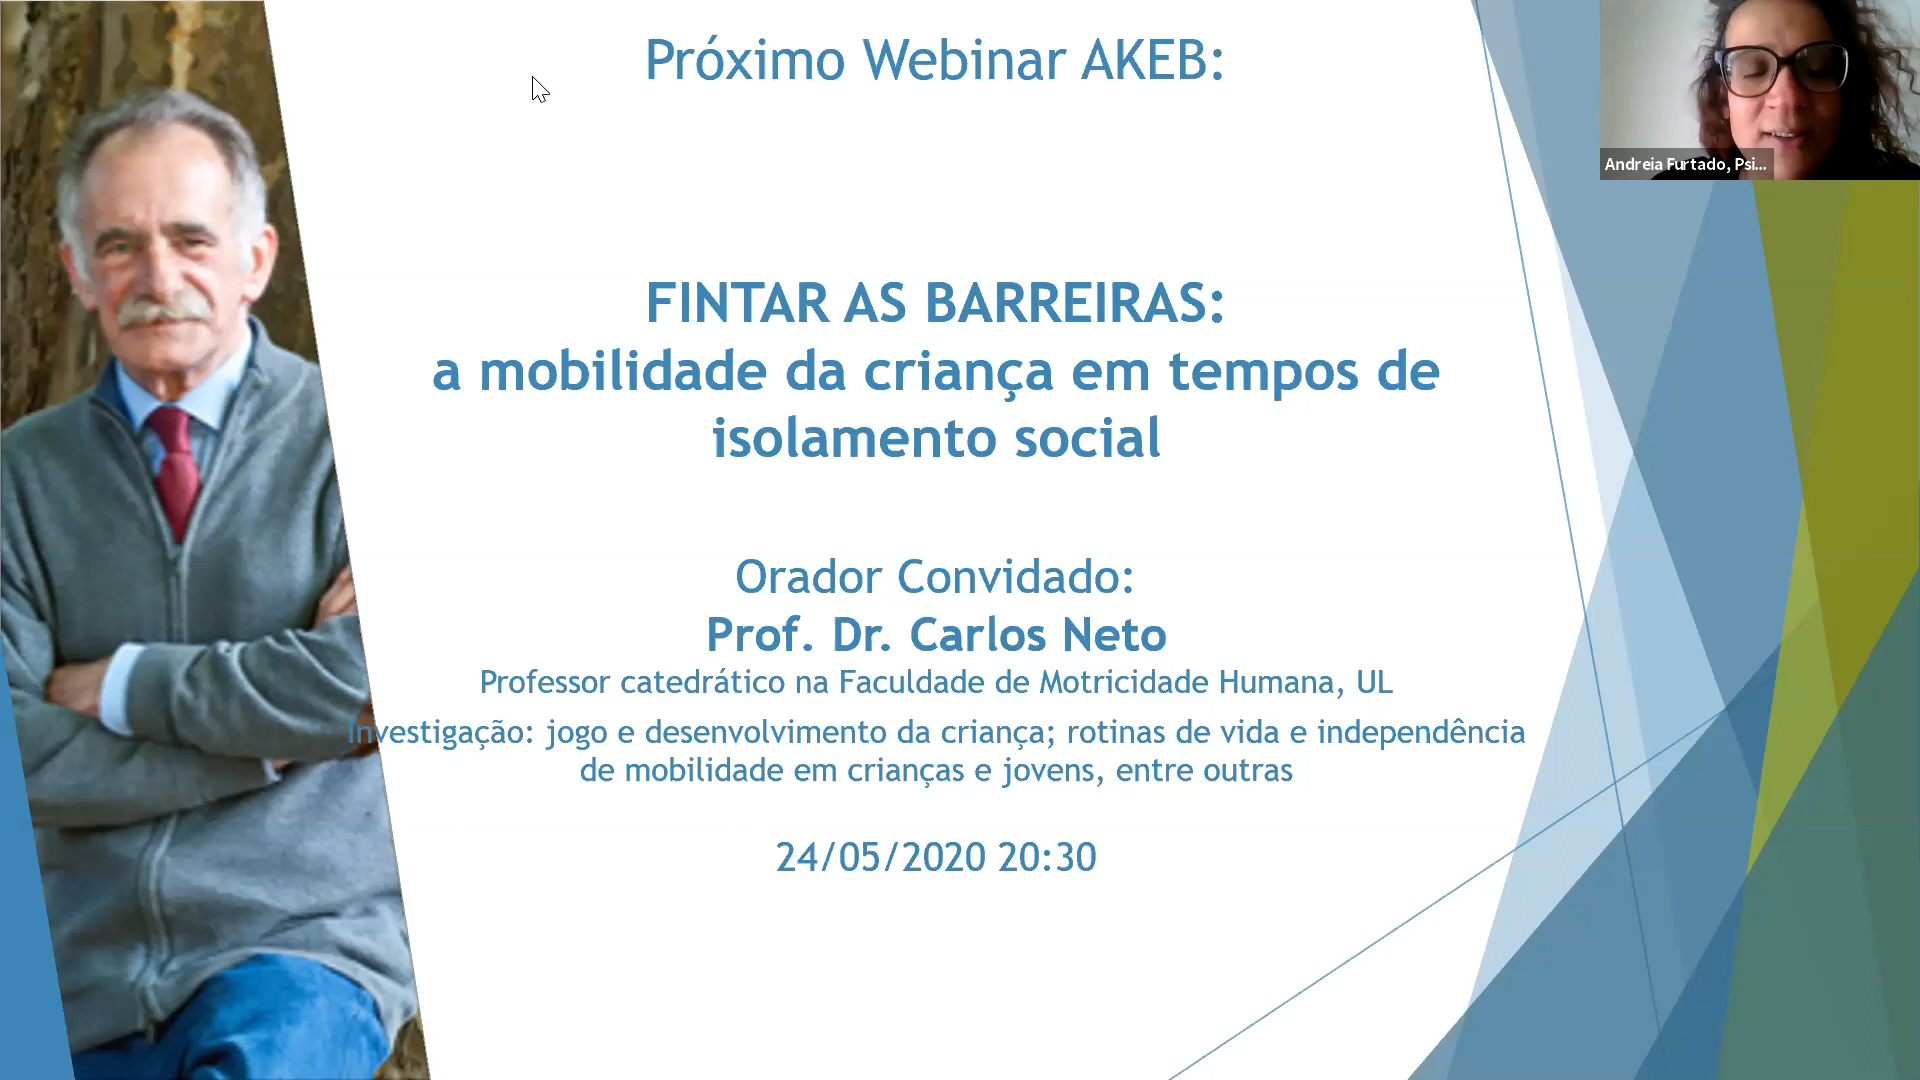 Próximo Webinar AKEB:
Andreia Furtado, Psi...
FINTAR AS BARREIRAS:
a mobilidade da criança em tempos de
isolamento social
Orador Convidado:
Prof. Dr. Carlos Neto
Professor catedrático na Faculdade de Motricidade Humana, UL
Investigação: jogo e desenvolvimento da criança; rotinas de vida e independência
de mobilidade em crianças e jovens, entre outras
24/05/2020 20:30